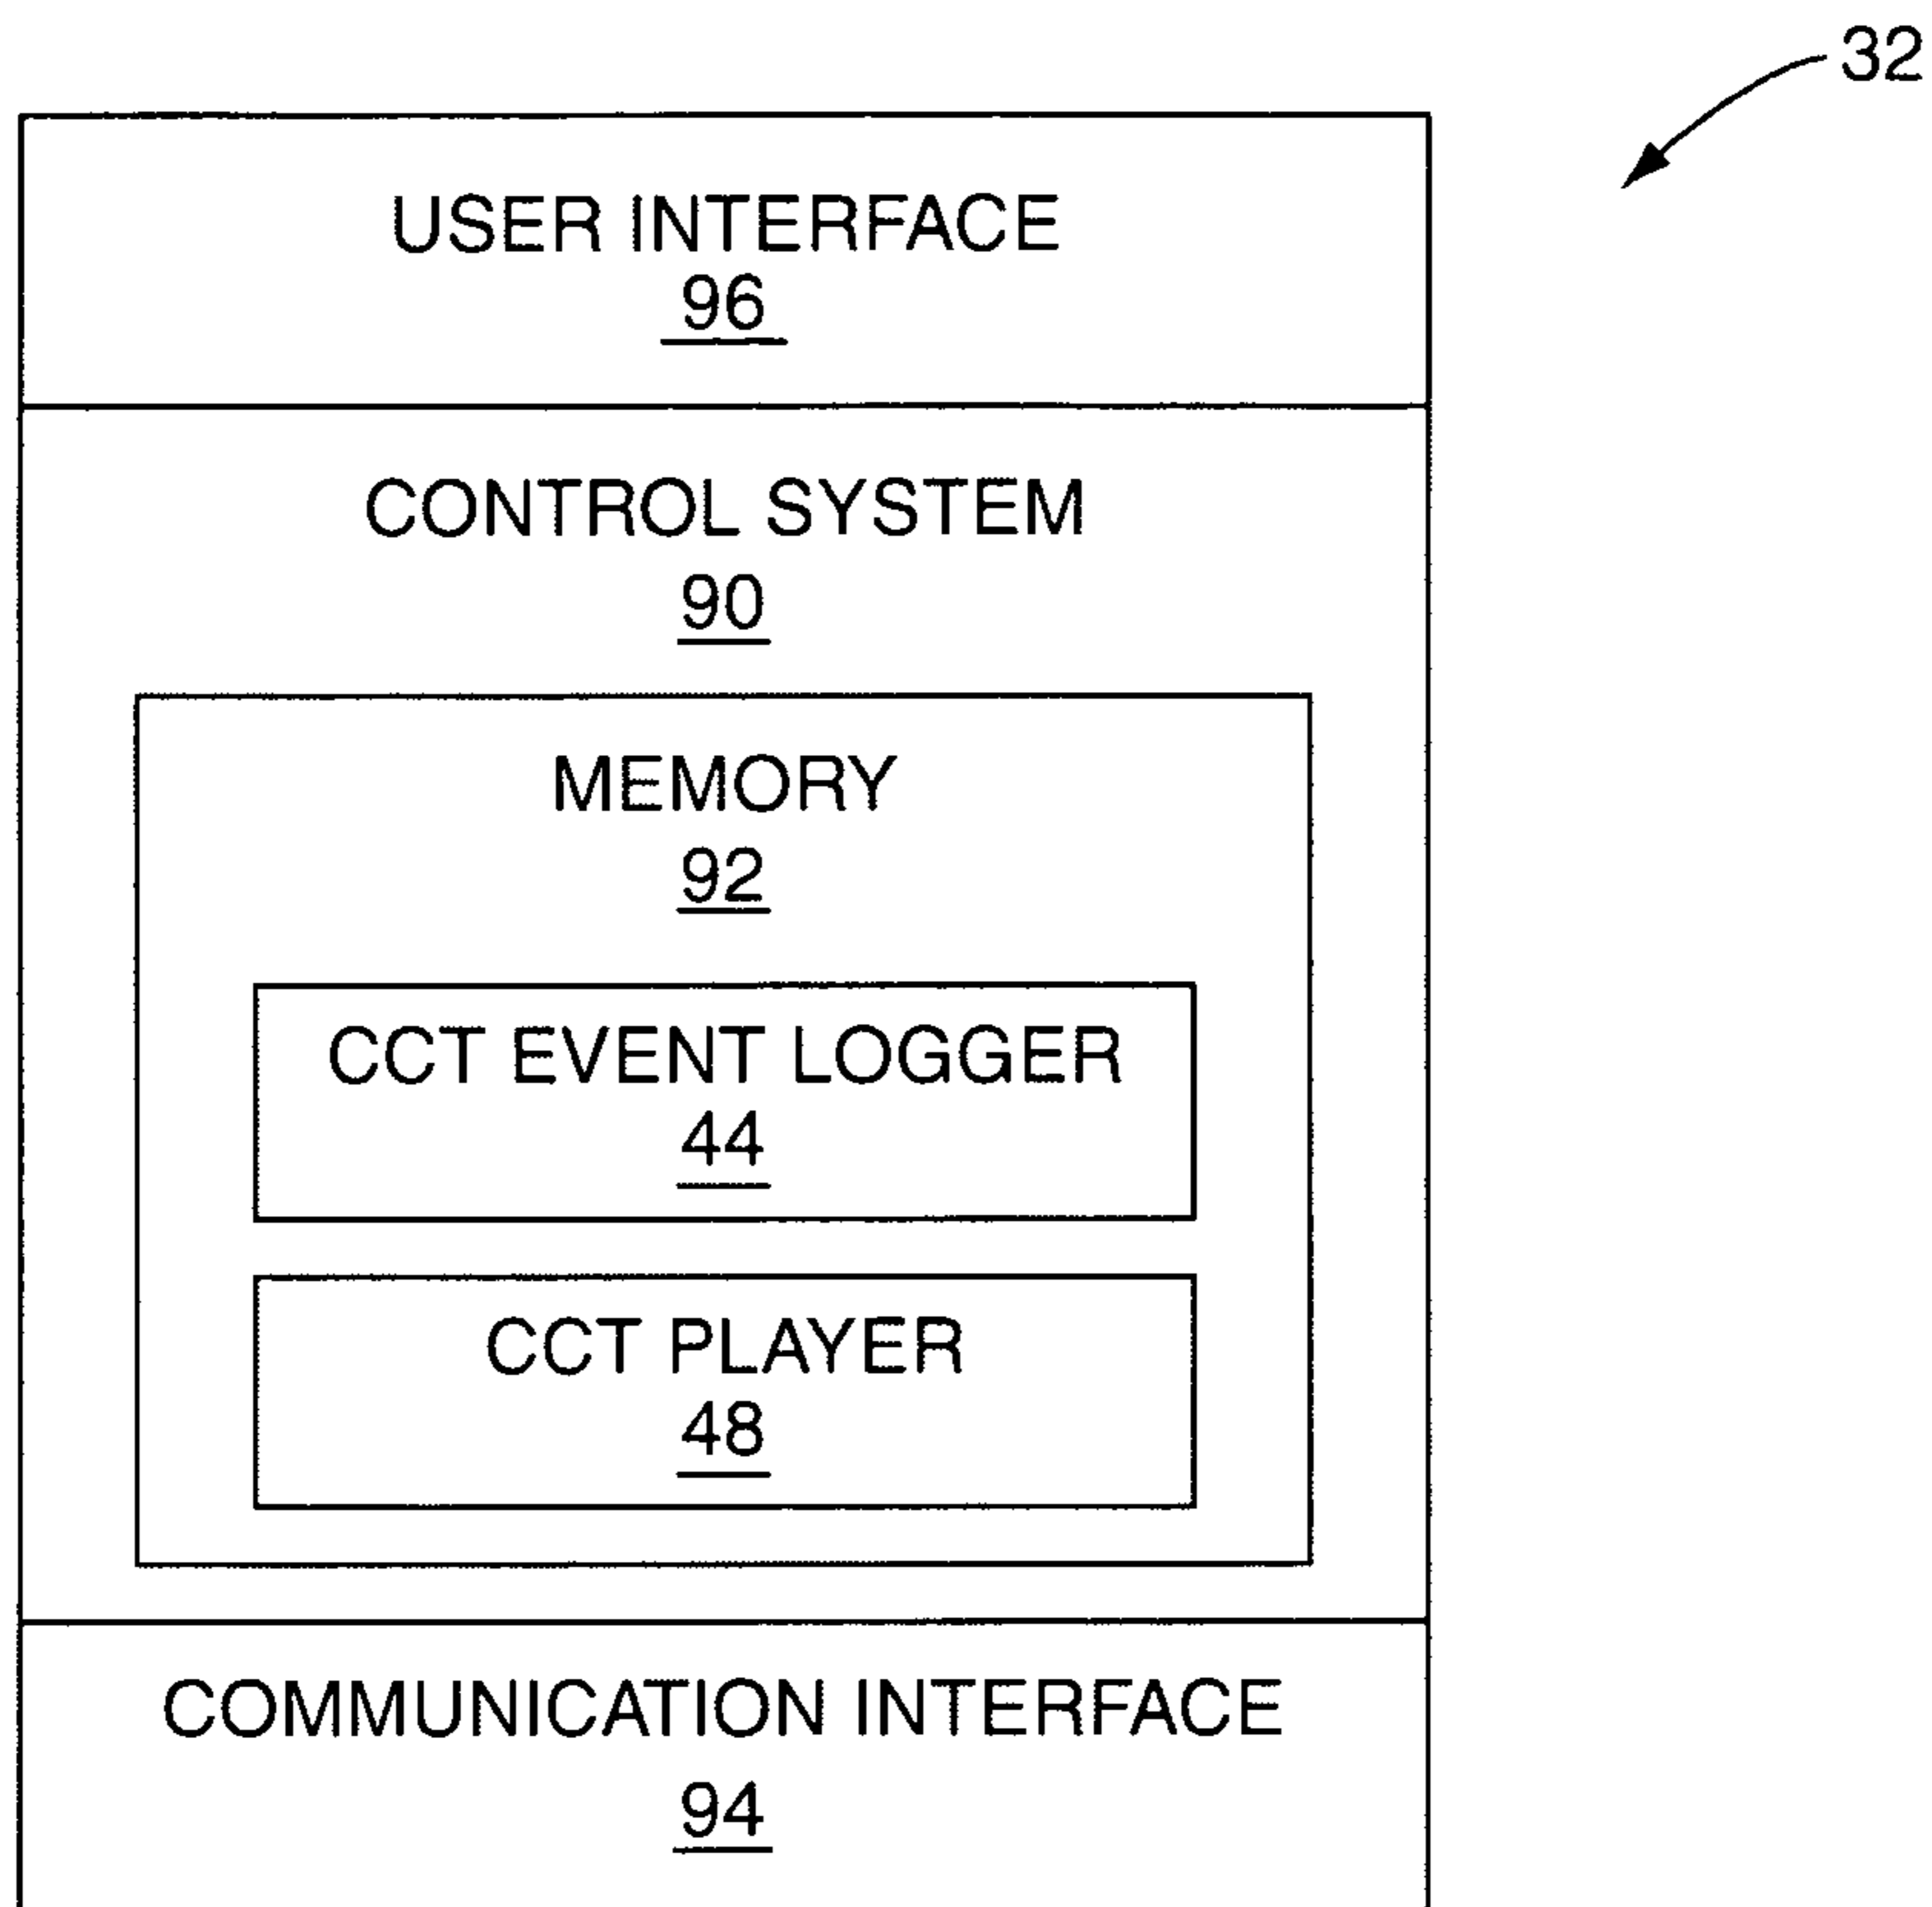 32
USER INTERFACE
96
CONTROL SYSTEM
90
MEMORY
92
CCT EVENT LOGGER
44
CCT PLAYER
48
COMMUNICATION INTERFACE
94